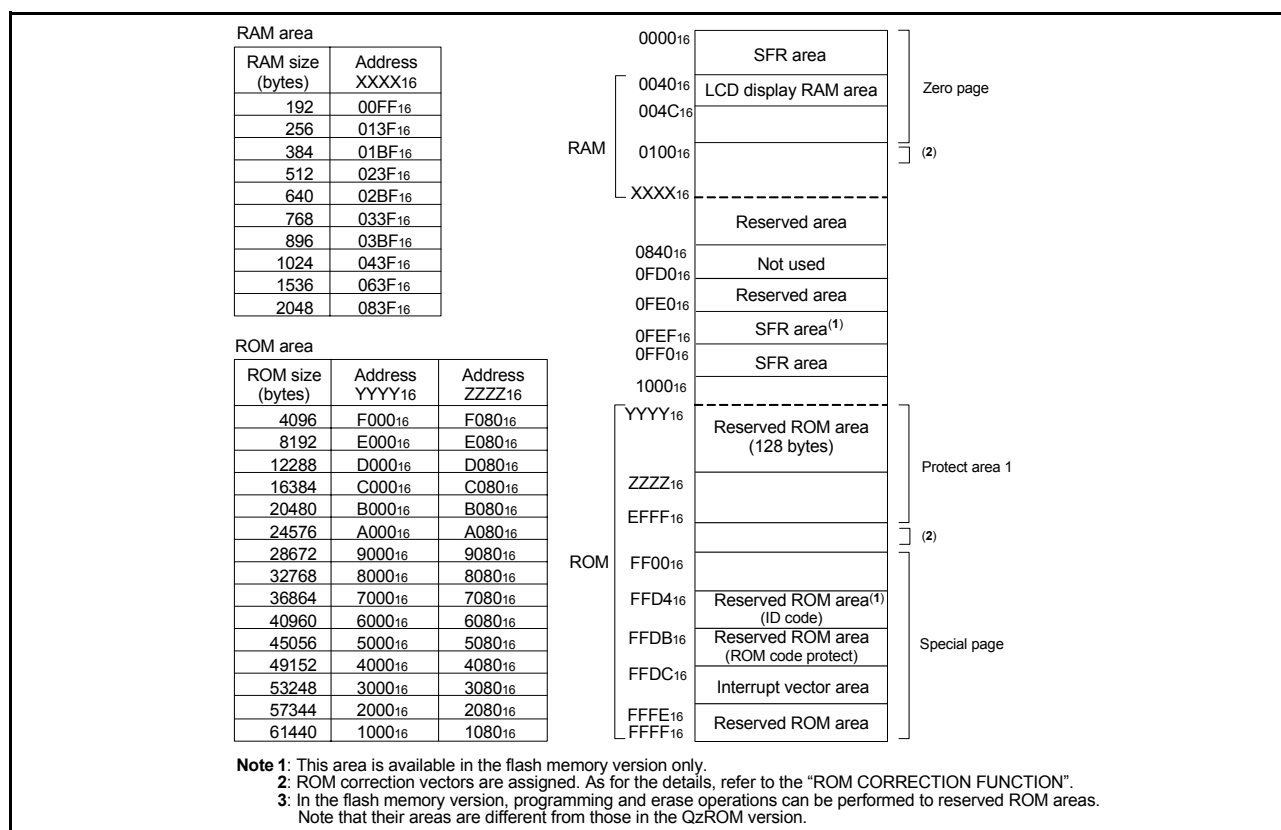 RAM area
RAM size (bytes) Address XXXX16
192 00FF16
256 013F16
384 01BF16
512 023F16
640 02BF16
768 033F16
896 03BF16
1024 043F16
1536 063F16
2048 083F16
ROM area
ROM size (bytes) Address YYYY16 Address ZZZZ16
4096 F00016 F08016
8192 E00016 E08016
12288 D00016 D08016
16384 C00016 C08016
20480 B00016 B08016
24576 A00016 A08016
28672 900016 908016
32768 800016 808016
36864 700016 708016
40960 600016 608016
45056 500016 508016
49152 400016 408016
53248 300016 308016
57344 200016 208016
61440 100016 108016
000016
SFR area
004016
LCD display RAM area
Zero page
004C16
RAM
010016
(2)
XXXX16
Reserved area
084016
Not used
0FD016
Reserved area
0FE016
SFR area(1)
0FEF16
0FF016
SFR area
100016
YYYY16
Reserved ROM area
(128 bytes)
Protect area 1
ZZZZ16
EFFF16
(2)
ROM
FF0016
FFD416
Reserved ROM area(1)
(ID code)
FFDB16
Reserved ROM area
(ROM code protect)
Special page
FFDC16
Interrupt vector area
FFFE16
Reserved ROM area
FFFF16
Note 1: This area is available in the flash memory version only.
2: ROM correction vectors are assigned. As for the details, refer to the “ROM CORRECTION FUNCTION”.
3: In the flash memory version, programming and erase operations can be performed to reserved ROM areas.
Note that their areas are different from those in the QzROM version.